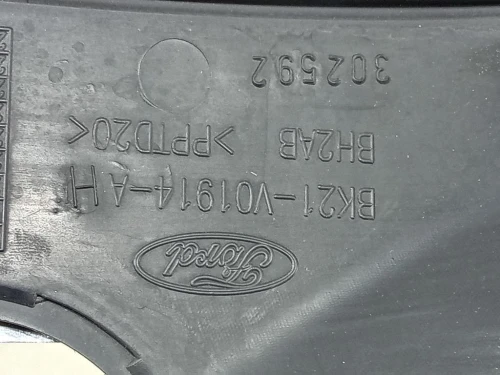 Ford
BK21-V01914-AH
BH2AB >PPTD20<
302592